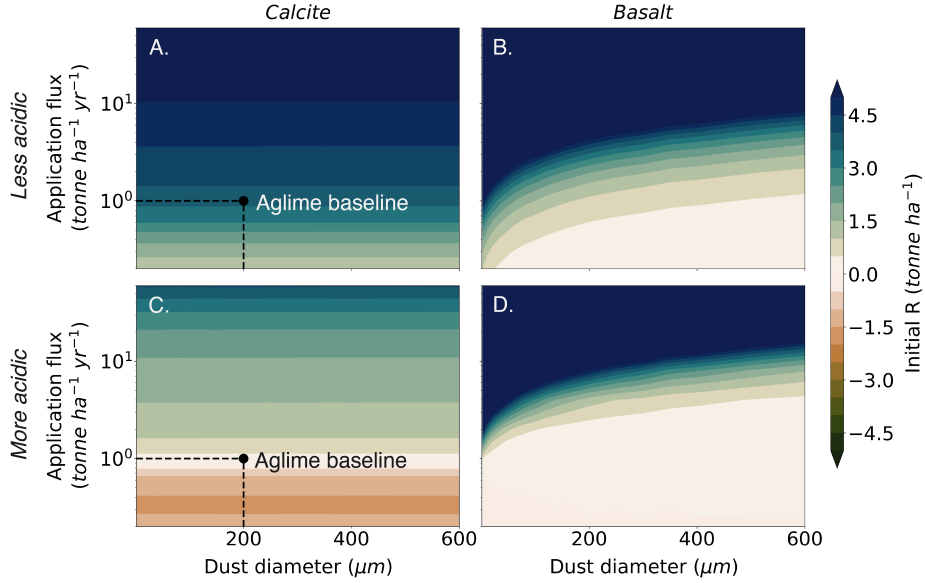 Calcite
Basalt
Less acidic
Application flux
(tonne ha⁻¹ yr⁻¹)
A.
10¹
10⁰
Aglime baseline
B.
200
400
600
More acidic
Application flux
(tonne ha⁻¹ yr⁻¹)
C.
10¹
10⁰
Aglime baseline
200
400
600
Dust diameter (μm)
D.
200
400
600
Dust diameter (μm)
4.5
3.0
1.5
0.0
−1.5
−3.0
−4.5
Initial R (tonne ha⁻¹)